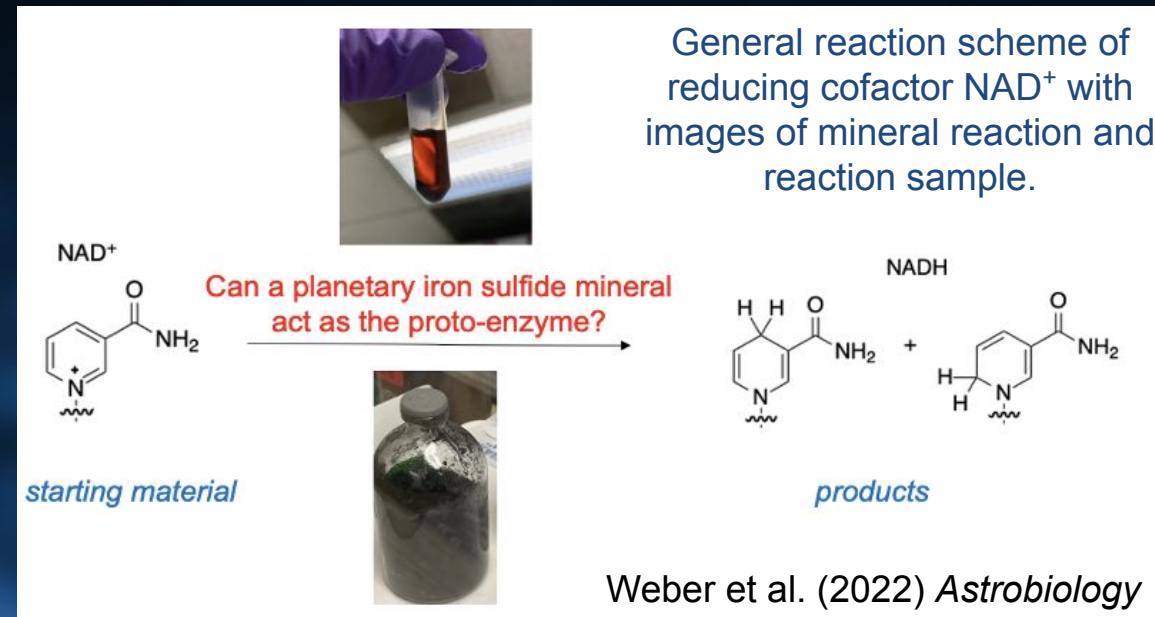 General reaction scheme of
reducing cofactor NAD⁺ with
images of mineral reaction and
reaction sample.
NAD⁺
O
NH₂
N
+
starting material
Can a planetary iron sulfide mineral
act as the proto-enzyme?
NADH
H H O
NH₂
N
+
O
NH₂
H
H
N
products
Weber et al. (2022) Astrobiology